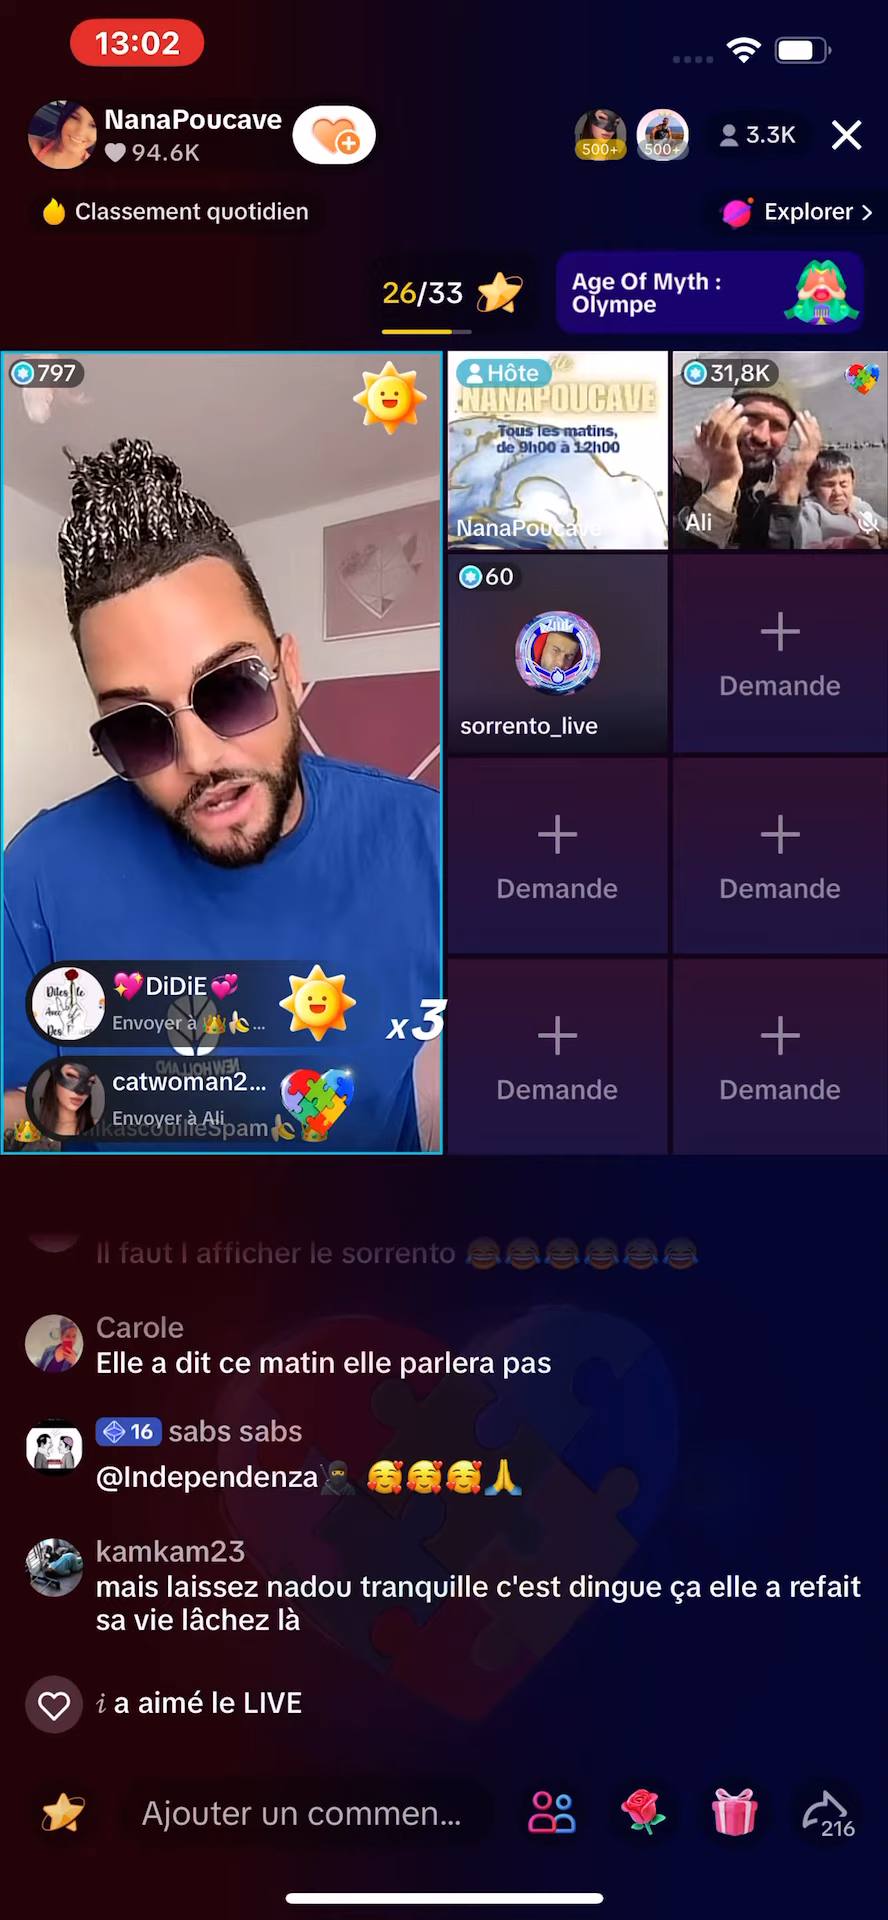 13:02
NanaPoucave
94.6K
500+
500+
3.3K
Classement quotidien
Explorer >
26/33
Age Of Myth :
Olympe
797
Hôte
de
NANAPOUCAVE
Tous les matins,
de 9h00 à 12h00
NanaPoucave
31,8K
Ali
60
sorrento_live
Demande
Demande
Demande
Demande
Demande
💖DiDiE💞
Envoyer à 👑🍌...
x3
NEW HOLLAND
catwoman2...
Envoyer à Ali
Il faut l afficher le sorrento 😂😂😂😂😂😂
Carole
Elle a dit ce matin elle parlera pas
16 sabs sabs
@Independenza🥷 🥰🥰🥰🙏
kamkam23
mais laissez nadou tranquille c'est dingue ça elle a refait
sa vie lâchez là
i a aimé le LIVE
Ajouter un commen...
216